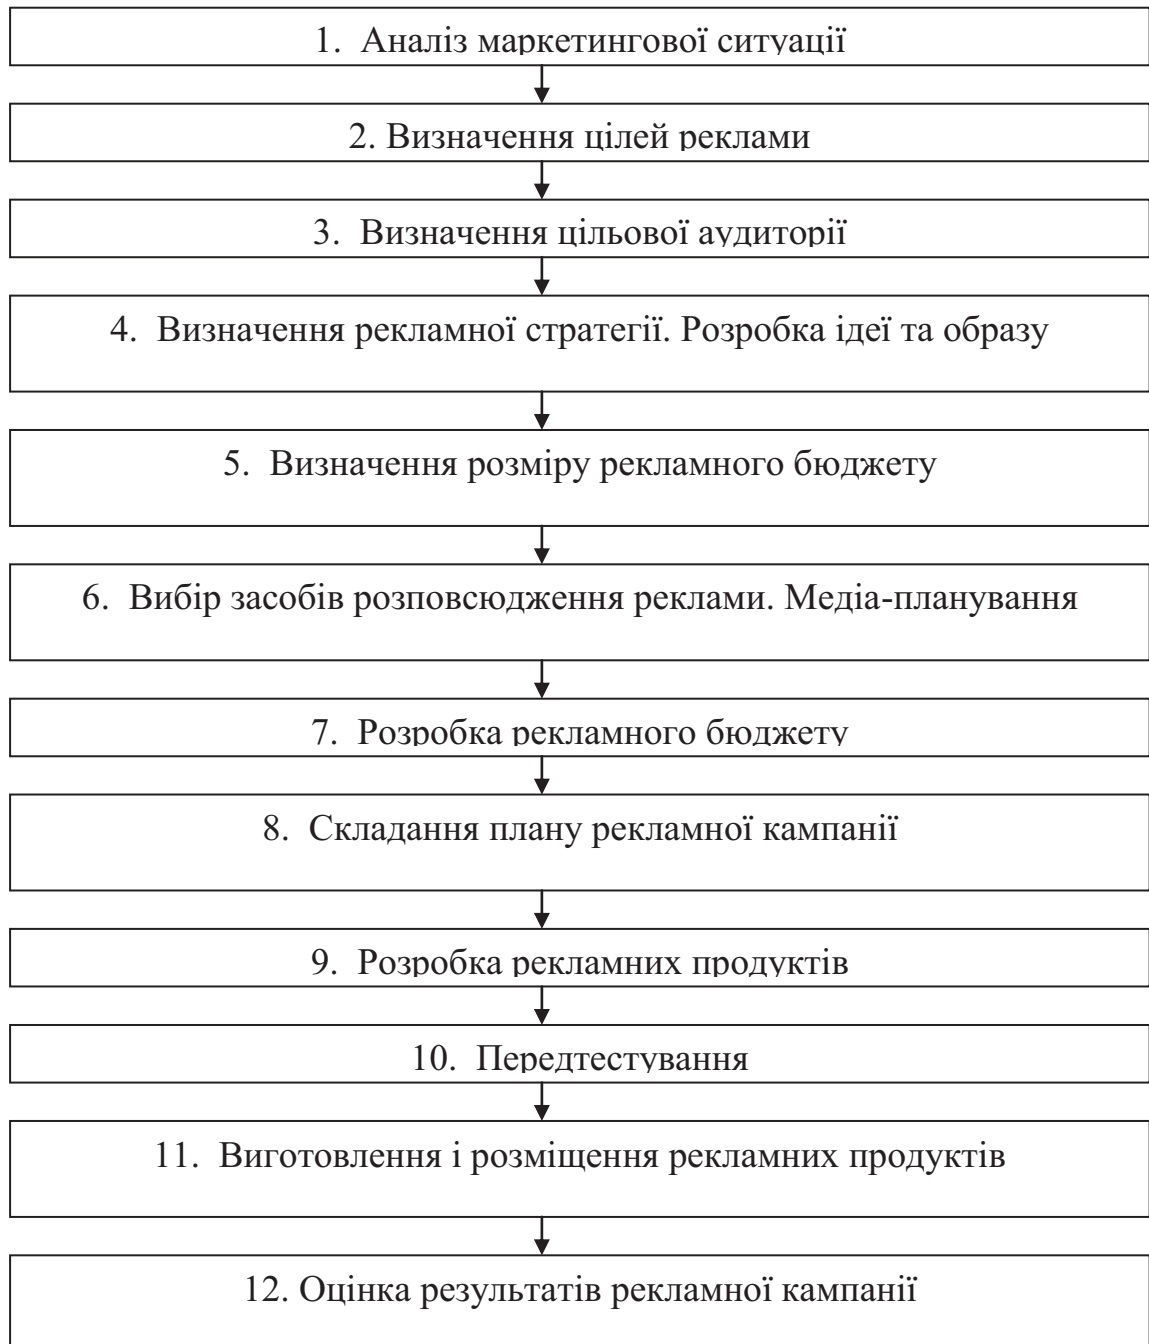 1. Аналіз маркетингової ситуації
2. Визначення цілей реклами
3. Визначення цільової аудиторії
4. Визначення рекламної стратегії. Розробка ідеї та образу
5. Визначення розміру рекламного бюджету
6. Вибір засобів розповсюдження реклами. Медіа-планування
7. Розробка рекламного бюджету
8. Складання плану рекламної кампанії
9. Розробка рекламних продуктів
10. Передтестування
11. Виготовлення і розміщення рекламних продуктів
12. Оцінка результатів рекламної кампанії